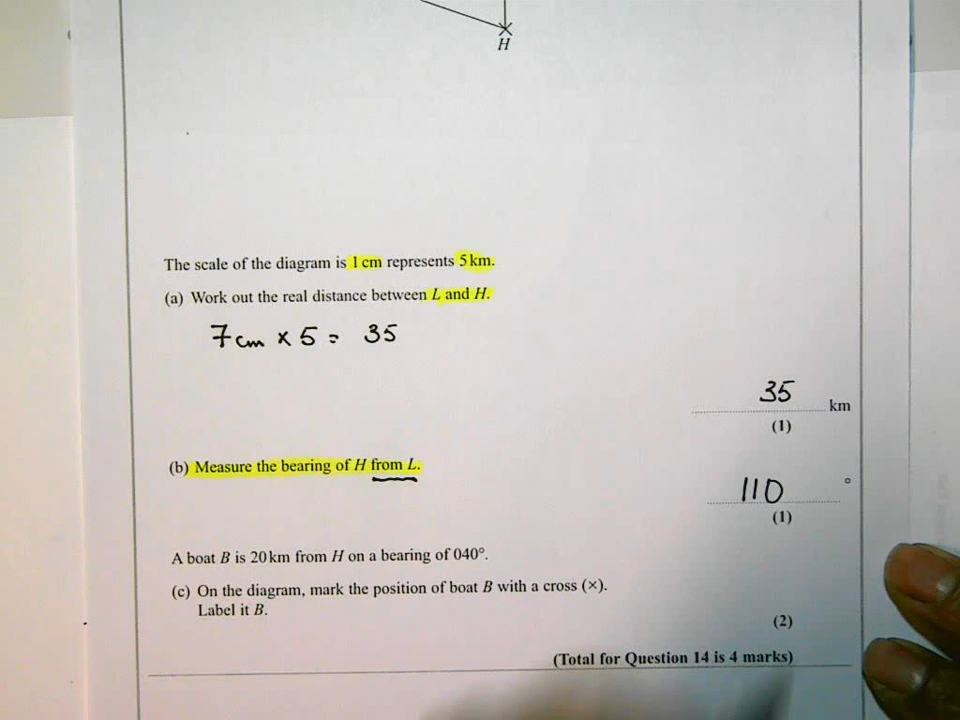 H
The scale of the diagram is 1 cm represents 5 km.
(a) Work out the real distance between L and H.
7 cm × 5 = 35
35 km
(1)
(b) Measure the bearing of H from L.
110 °
(1)
A boat B is 20 km from H on a bearing of 040°.
(c) On the diagram, mark the position of boat B with a cross (×).
Label it B.
(2)
(Total for Question 14 is 4 marks)